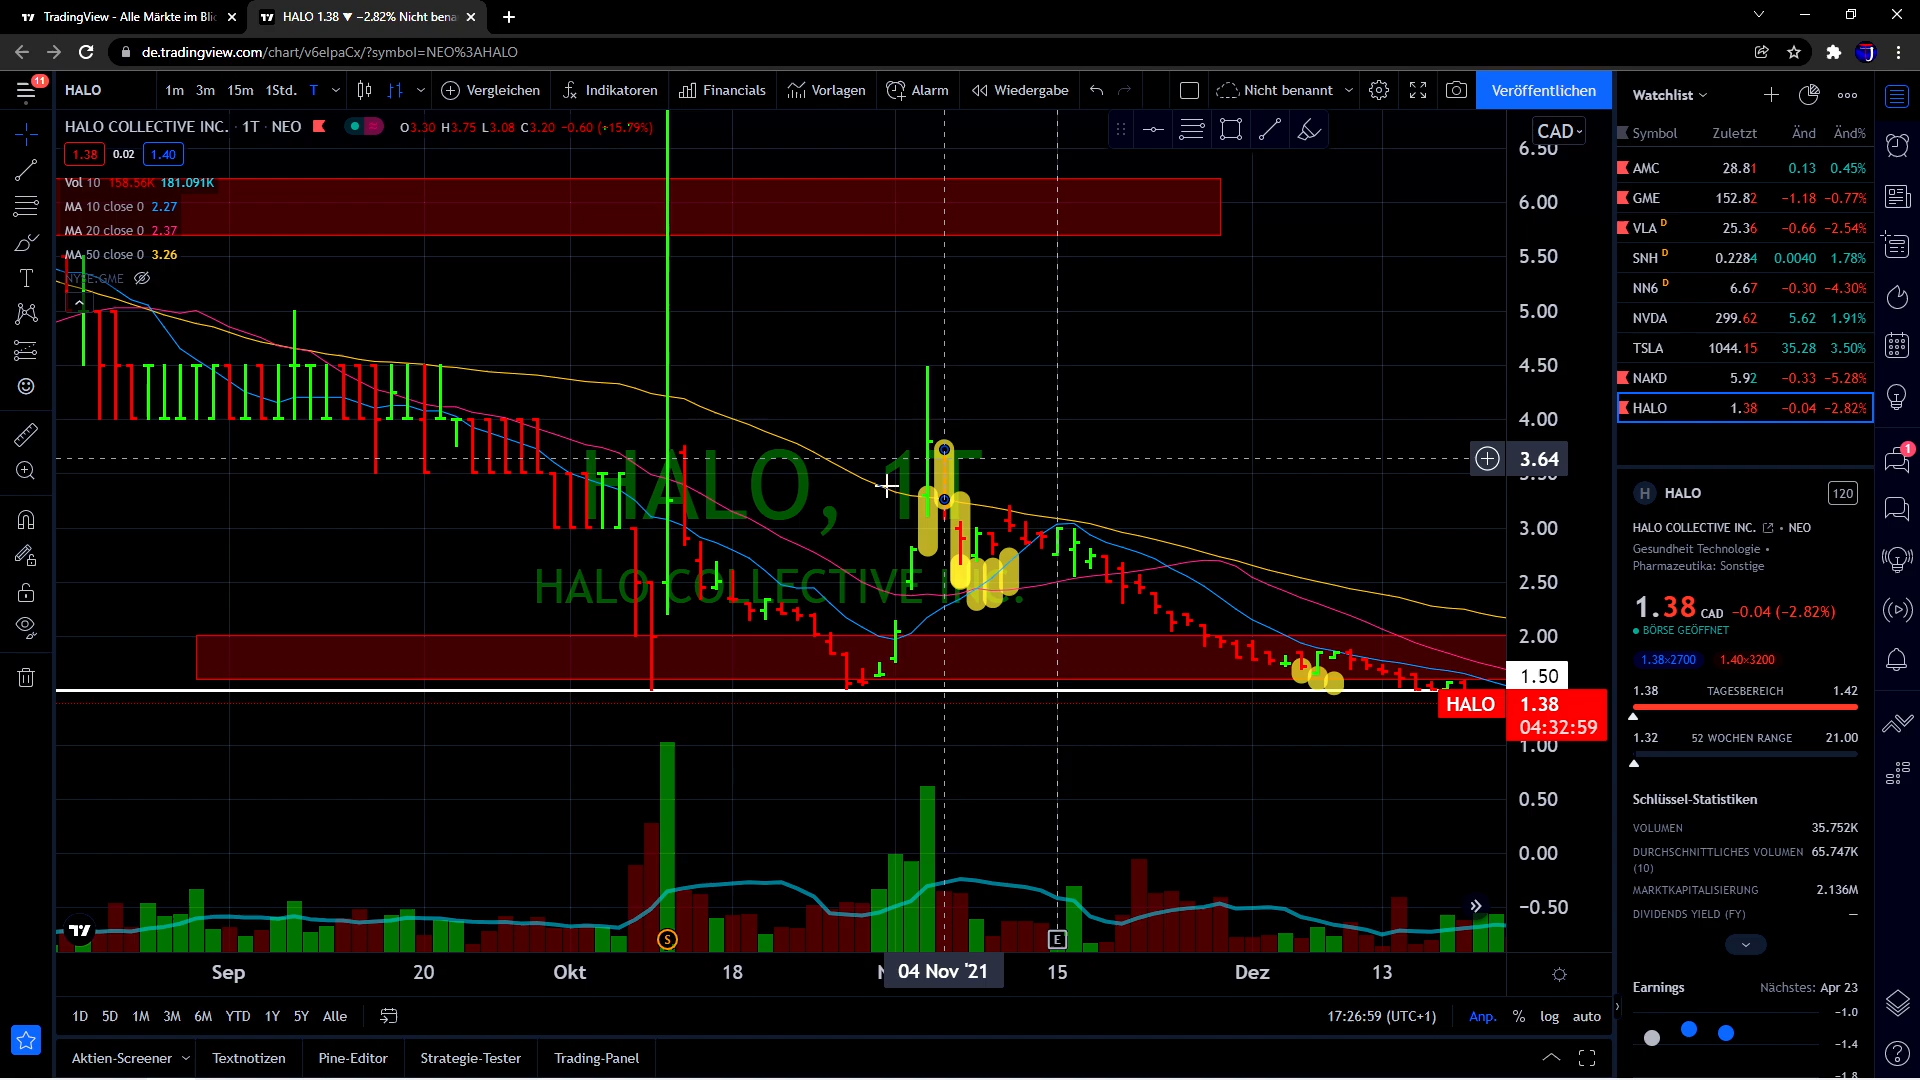 TradingView - Alle Märkte im Blic
HALO 1.38 ▼ −2.82% Nicht bena
de.tradingview.com/chart/v6elpaCx/?symbol=NEO%3AHALO
11
HALO 1m 3m 15m 1Std. T Vergleichen Indikatoren Financials Vorlagen Alarm Wiedergabe Nicht benannt Veröffentlichen
HALO COLLECTIVE INC. · 1T · NEO O3.30 H3.75 L3.08 C3.20 −0.60 (−15.79%)
CAD
1.38 0.02 1.40
Vol 10 158.56K 181.091K
MA 10 close 0 2.27
MA 20 close 0 2.37
MA 50 close 0 3.26
NYSE:GME
HALO, 1T
HALO COLLECTIVE INC.
6.50
6.00
5.50
5.00
4.50
4.00
3.64
3.00
2.50
2.00
1.50
HALO 1.38
04:32:59
1.00
0.50
0.00
−0.50
S
E
Sep 20 Okt 18 04 Nov '21 15 Dez 13
1D 5D 1M 3M 6M YTD 1Y 5Y Alle
17:26:59 (UTC+1) Anp. % log auto
Aktien-Screener Textnotizen Pine-Editor Strategie-Tester Trading-Panel
Watchlist
Symbol Zuletzt Änd Änd%
AMC 28.81 0.13 0.45%
GME 152.82 −1.18 −0.77%
VLA D 25.36 −0.66 −2.54%
SNH D 0.2284 0.0040 1.78%
NN6 D 6.67 −0.30 −4.30%
NVDA 299.62 5.62 1.91%
TSLA 1044.15 35.28 3.50%
NAKD 5.92 −0.33 −5.28%
HALO 1.38 −0.04 −2.82%
1
H HALO 120
HALO COLLECTIVE INC. • NEO
Gesundheit Technologie •
Pharmazeutika: Sonstige
1.38 CAD −0.04 (−2.82%)
BÖRSE GEÖFFNET
1.38×2700 1.40×3200
1.38 TAGESBEREICH 1.42
1.32 52 WOCHEN RANGE 21.00
Schlüssel-Statistiken
VOLUMEN 35.752K
DURCHSCHNITTLICHES VOLUMEN 65.747K
(10)
MARKTKAPITALISIERUNG 2.136M
DIVIDENDS YIELD (FY) —
Earnings Nächstes: Apr 23
−1.0
−1.4
−1.8